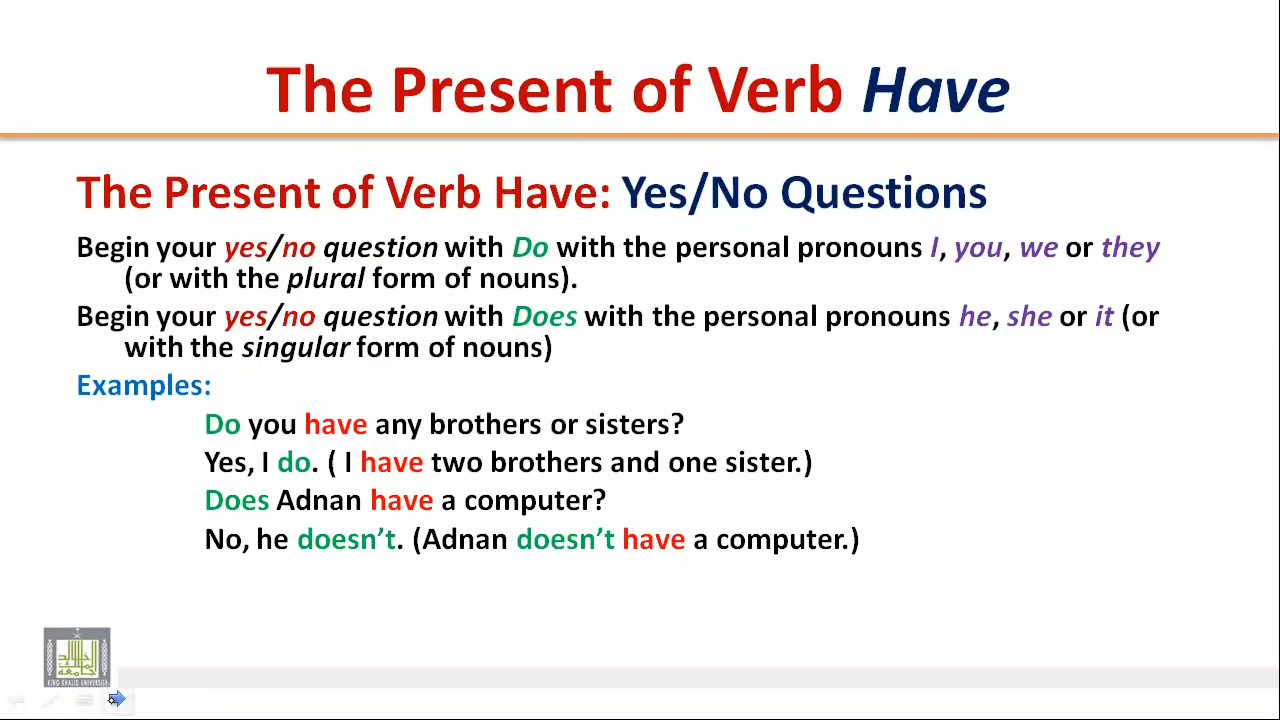 The Present of Verb Have
The Present of Verb Have: Yes/No Questions
Begin your yes/no question with Do with the personal pronouns I, you, we or they
(or with the plural form of nouns).
Begin your yes/no question with Does with the personal pronouns he, she or it (or
with the singular form of nouns)
Examples:
Do you have any brothers or sisters?
Yes, I do. ( I have two brothers and one sister.)
Does Adnan have a computer?
No, he doesn't. (Adnan doesn't have a computer.)
KING KHALID UNIVERSITY